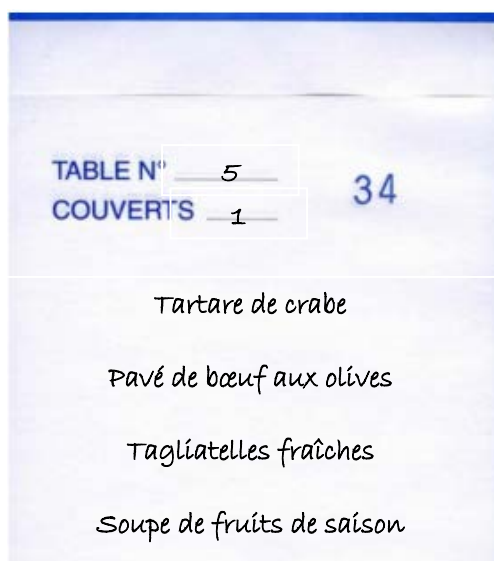 TABLE N° 5
COUVERTS 1
34
Tartare de crabe
Pavé de bœuf aux olives
Tagliatelles fraîches
Soupe de fruits de saison